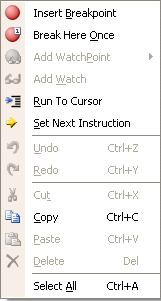 Insert Breakpoint
1 Break Here Once
Add WatchPoint
Add Watch
Run To Cursor
Set Next Instruction
Undo Ctrl+Z
Redo Ctrl+Y
Cut Ctrl+X
Copy Ctrl+C
Paste Ctrl+V
Delete Del
Select All Ctrl+A